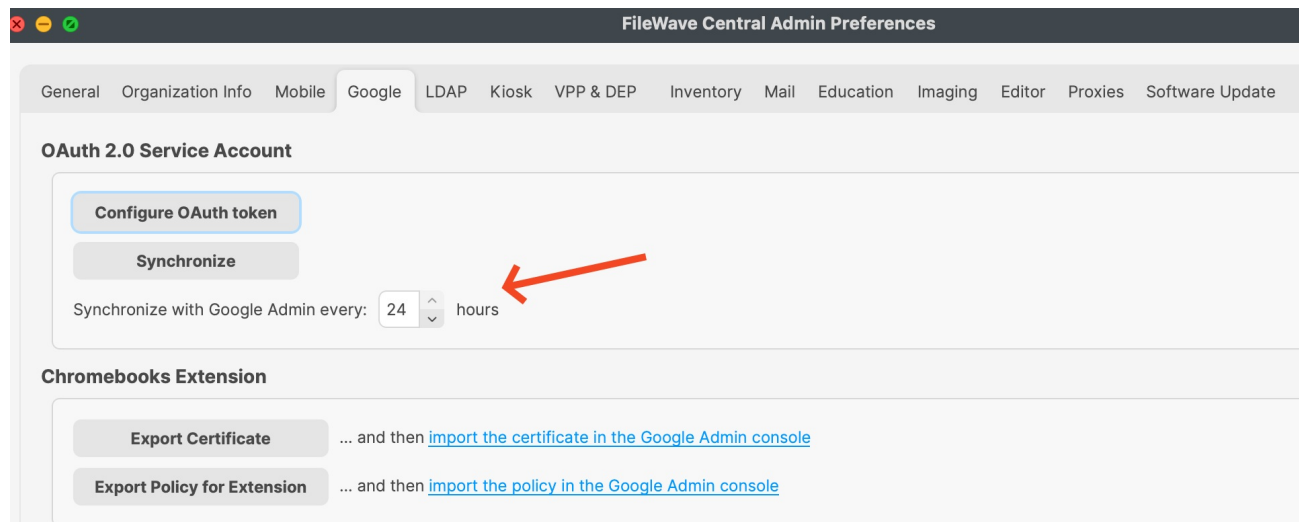 FileWave Central Admin Preferences
General Organization Info Mobile Google LDAP Kiosk VPP & DEP Inventory Mail Education Imaging Editor Proxies Software Update
OAuth 2.0 Service Account
Configure OAuth token
Synchronize
Synchronize with Google Admin every: 24 hours
Chromebooks Extension
Export Certificate ... and then import the certificate in the Google Admin console
Export Policy for Extension ... and then import the policy in the Google Admin console